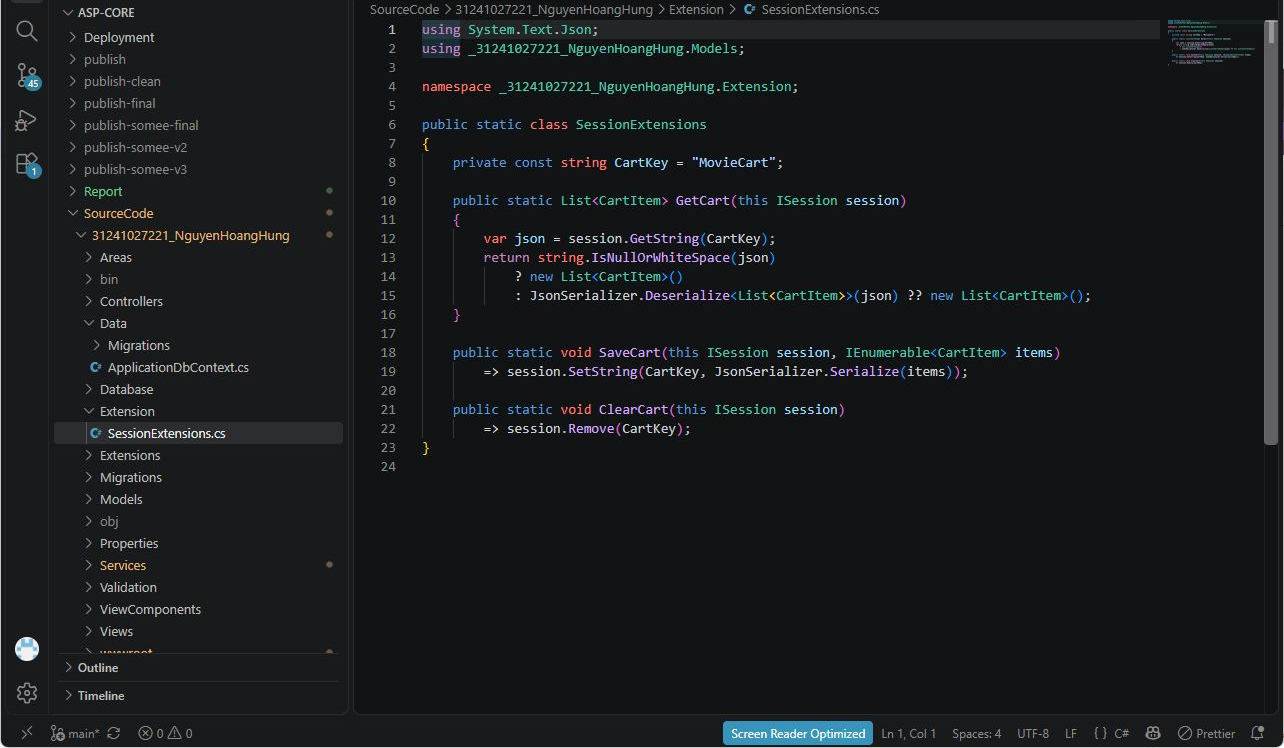 ASP-CORE
Deployment
publish
publish-clean
publish-final
publish-somee-final
publish-somee-v2
publish-somee-v3
Report
SourceCode
31241027221_NguyenHoangHung
Areas
bin
Controllers
Data
Migrations
C# ApplicationDbContext.cs
Database
Extension
C# SessionExtensions.cs
Extensions
Migrations
Models
obj
Properties
Services
Validation
ViewComponents
Views
wwwroot
Outline
Timeline
45
1
SourceCode > 31241027221_NguyenHoangHung > Extension > C# SessionExtensions.cs
1 using System.Text.Json;
2 using _31241027221_NguyenHoangHung.Models;
3
4 namespace _31241027221_NguyenHoangHung.Extension;
5
6 public static class SessionExtensions
7 {
8 private const string CartKey = "MovieCart";
9
10 public static List<CartItem> GetCart(this ISession session)
11 {
12 var json = session.GetString(CartKey);
13 return string.IsNullOrWhiteSpace(json)
14 ? new List<CartItem>()
15 : JsonSerializer.Deserialize<List<CartItem>>(json) ?? new List<CartItem>();
16 }
17
18 public static void SaveCart(this ISession session, IEnumerable<CartItem> items)
19 => session.SetString(CartKey, JsonSerializer.Serialize(items));
20
21 public static void ClearCart(this ISession session)
22 => session.Remove(CartKey);
23 }
24
main* 0 0 Screen Reader Optimized Ln 1, Col 1 Spaces: 4 UTF-8 LF { } C# Prettier